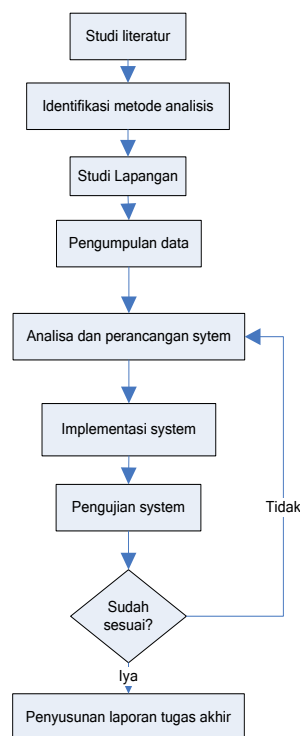 Studi literatur
Identifikasi metode analisis
Studi Lapangan
Pengumpulan data
Analisa dan perancangan sytem
Implementasi system
Pengujian system
Tidak
Sudah
sesuai?
Iya
Penyusunan laporan tugas akhir